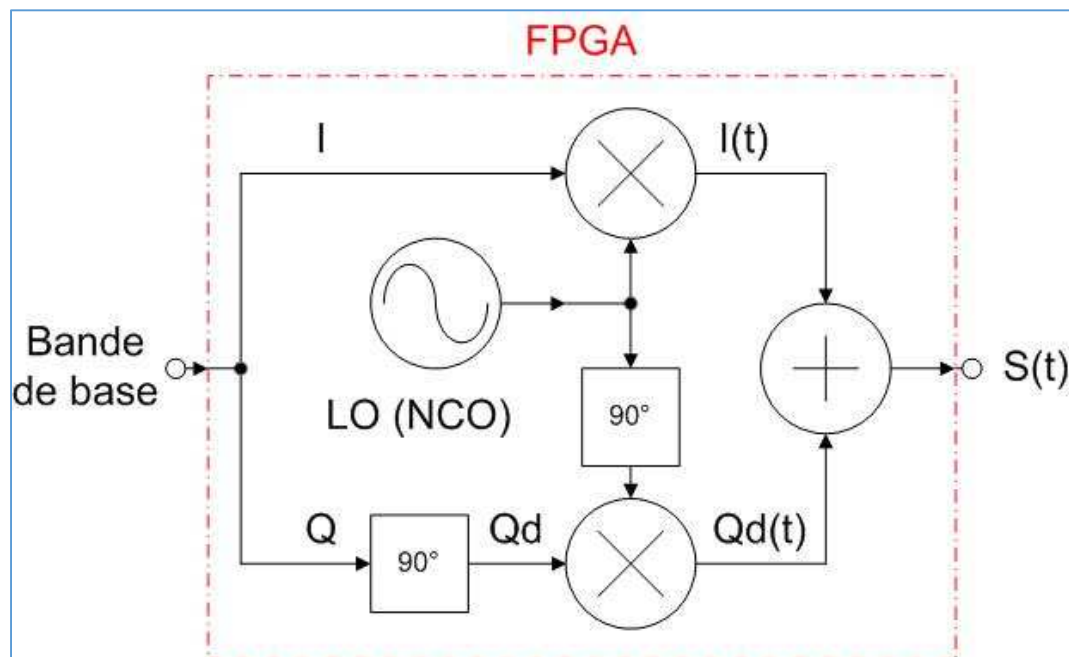 FPGA
I
I(t)
Bande
de base
LO (NCO)
90°
S(t)
Q
90°
Qd
Qd(t)